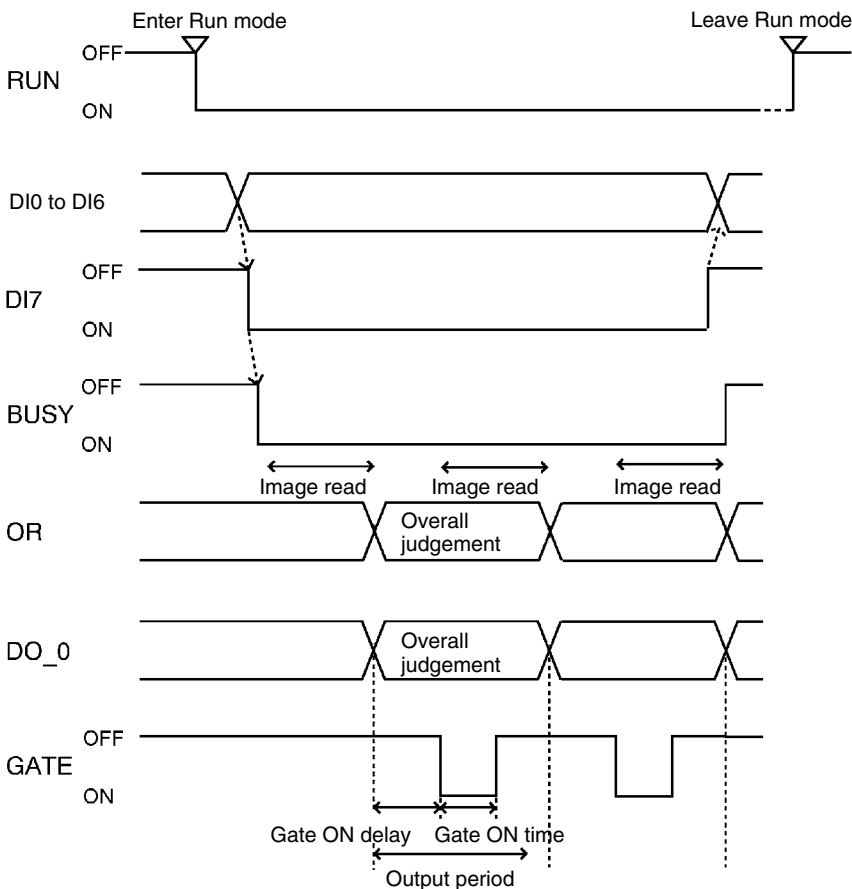 Enter Run mode
Leave Run mode
OFF
RUN
ON
DI0 to DI6
OFF
DI7
ON
OFF
BUSY
ON
Image read Image read Image read
OR
Overall
judgement
DO_0
Overall
judgement
OFF
GATE
ON
Gate ON delay Gate ON time
Output period